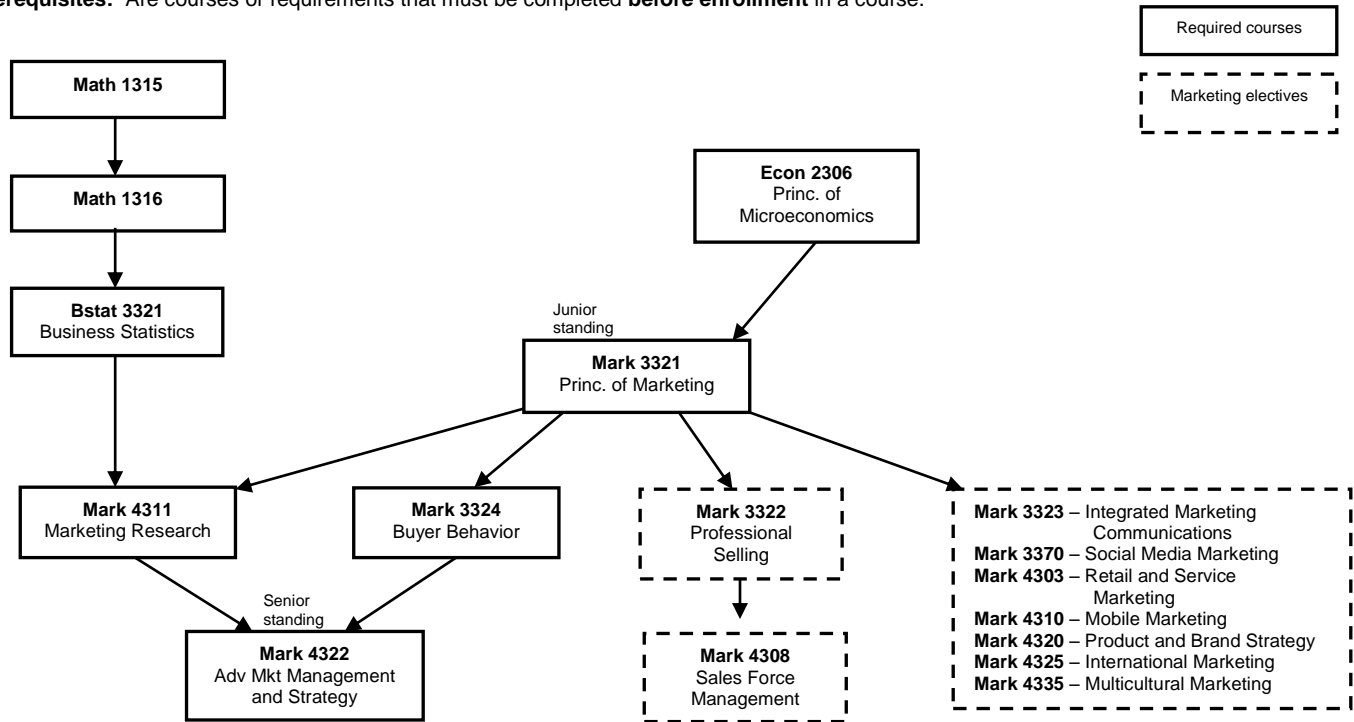 erequisites: Are courses or requirements that must be completed before enrollment in a course.
Required courses
Marketing electives
Math 1315
Math 1316
Econ 2306
Princ. of
Microeconomics
Bstat 3321
Business Statistics
Junior
standing
Mark 3321
Princ. of Marketing
Mark 4311
Marketing Research
Mark 3324
Buyer Behavior
Mark 3322
Professional
Selling
Mark 3323 – Integrated Marketing
Communications
Mark 3370 – Social Media Marketing
Mark 4303 – Retail and Service
Marketing
Mark 4310 – Mobile Marketing
Mark 4320 – Product and Brand Strategy
Mark 4325 – International Marketing
Mark 4335 – Multicultural Marketing
Senior
standing
Mark 4322
Adv Mkt Management
and Strategy
Mark 4308
Sales Force
Management